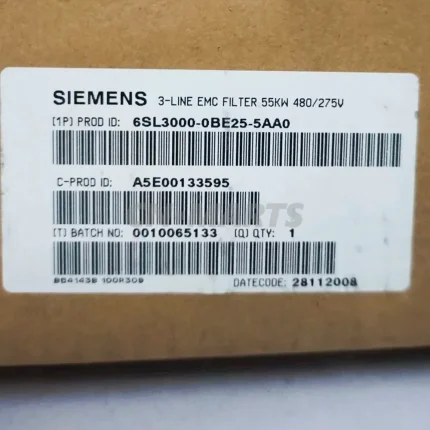 SIEMENS 3-LINE EMC FILTER 55KW 480/275V
[1P] PROD ID: 6SL3000-0BE25-5AA0
C-PROD ID: A5E00133595
[T] BATCH NO: 0010065133 [Q] QTY: 1
DATECODE: 28112008